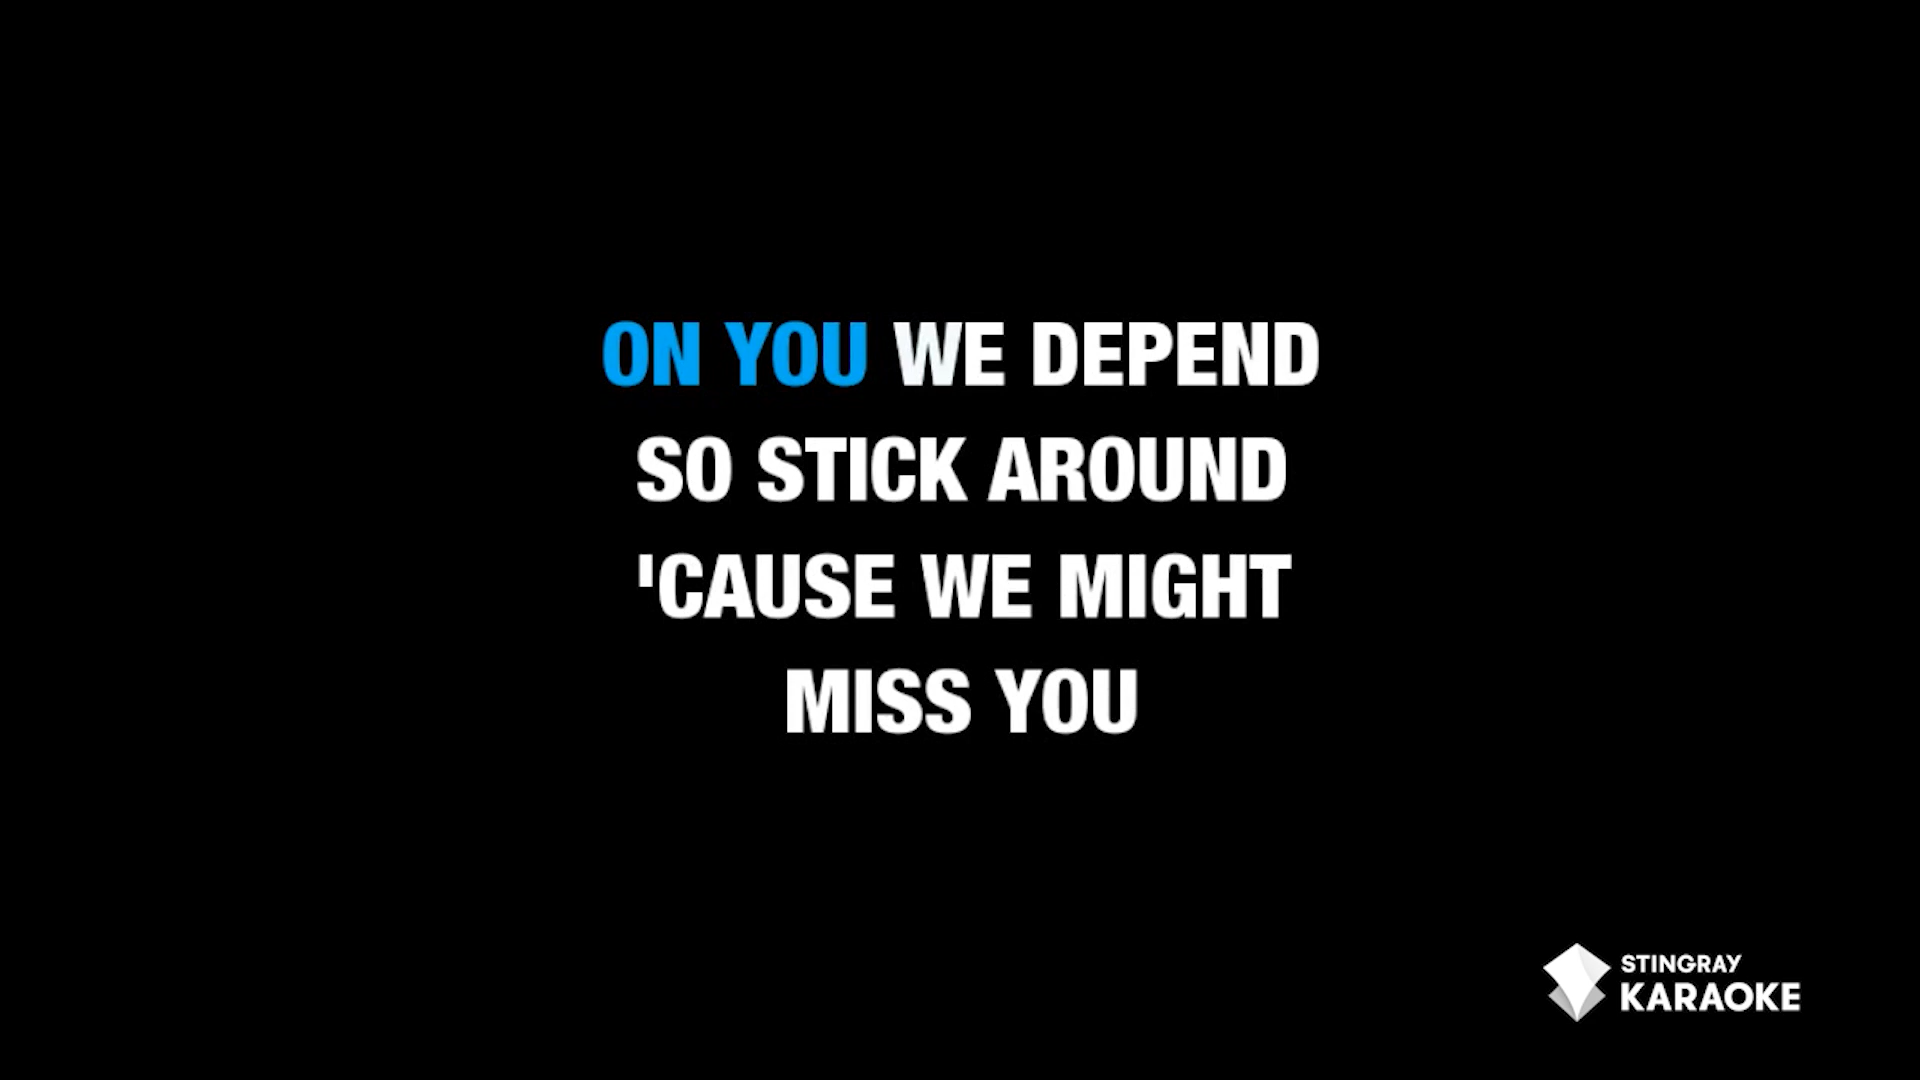 ON YOU WE DEPEND
SO STICK AROUND
'CAUSE WE MIGHT
MISS YOU
STINGRAY
KARAOKE